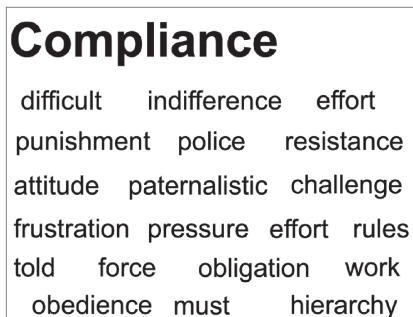 Compliance
difficult indifference effort
punishment police resistance
attitude paternalistic challenge
frustration pressure effort rules
told force obligation work
obedience must hierarchy